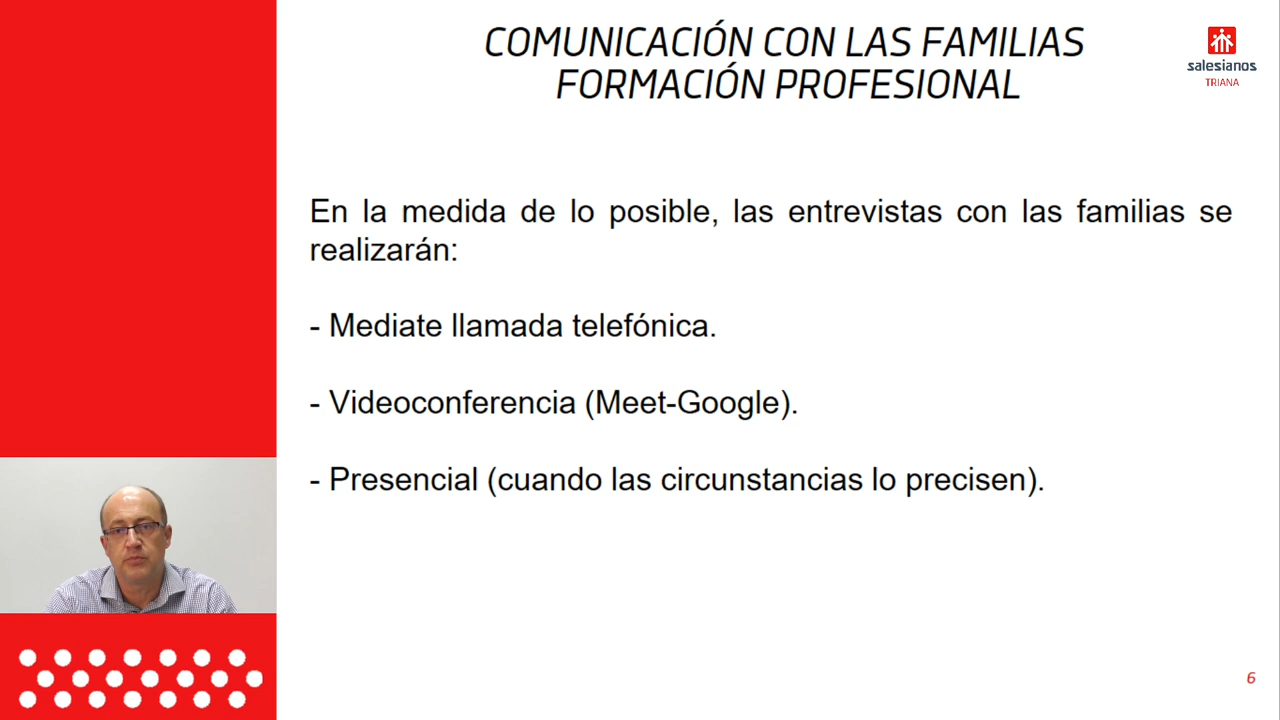 COMUNICACIÓN CON LAS FAMILIAS
FORMACIÓN PROFESIONAL
salesianos
TRIANA
En la medida de lo posible, las entrevistas con las familias se
realizarán:
- Mediate llamada telefónica.
- Videoconferencia (Meet-Google).
- Presencial (cuando las circunstancias lo precisen).
6